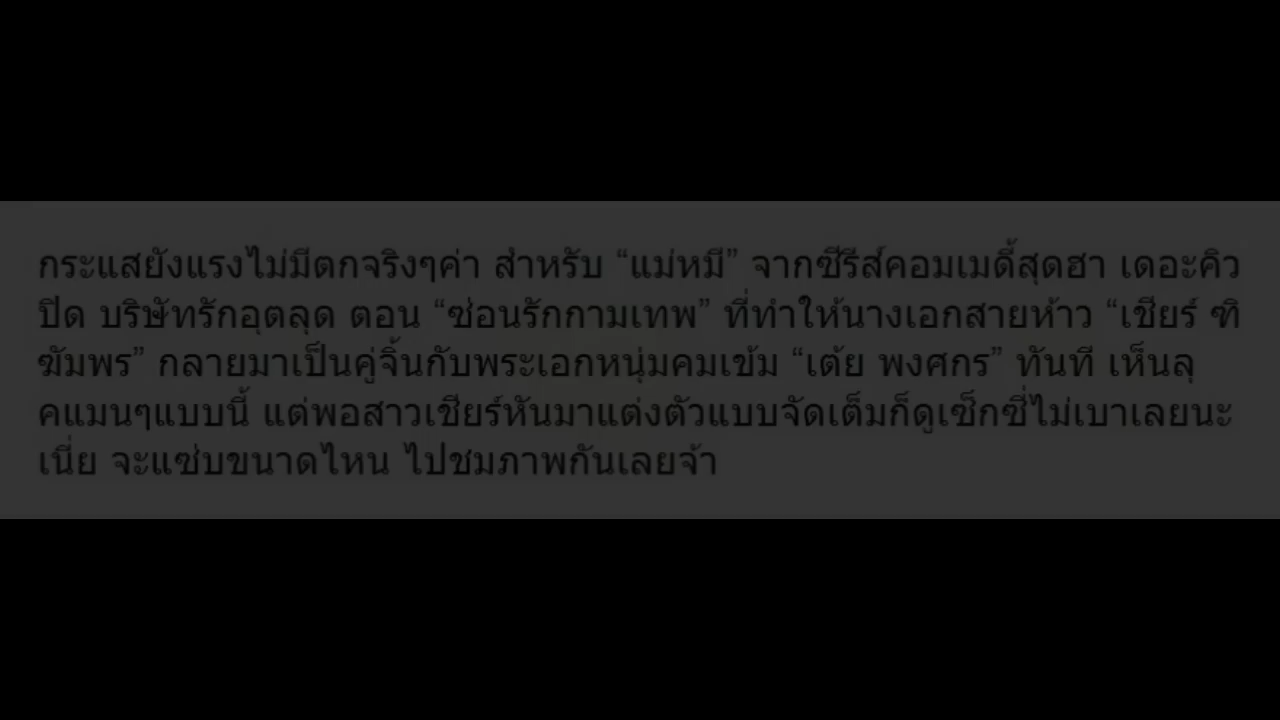 กระแสยังแรงไม่มีตกจริงๆค่า สำหรับ “แม่หมี” จากซีรีส์คอมเมดี้สุดฮา เดอะคิว
ปิด บริษัทรักอุตลุด ตอน “ซ่อนรักกามเทพ” ที่ทำให้นางเอกสายห้าว “เชียร์ ฑิ
ฆัมพร” กลายมาเป็นคู่จิ้นกับพระเอกหนุ่มคมเข้ม “เต้ย พงศกร” ทันที เห็นลุ
คแมนๆแบบนี้ แต่พอสาวเชียร์หันมาแต่งตัวแบบจัดเต็มก็ดูเซ็กซี่ไม่เบาเลยนะ
เนี่ย จะแซ่บขนาดไหน ไปชมภาพกันเลยจ้า